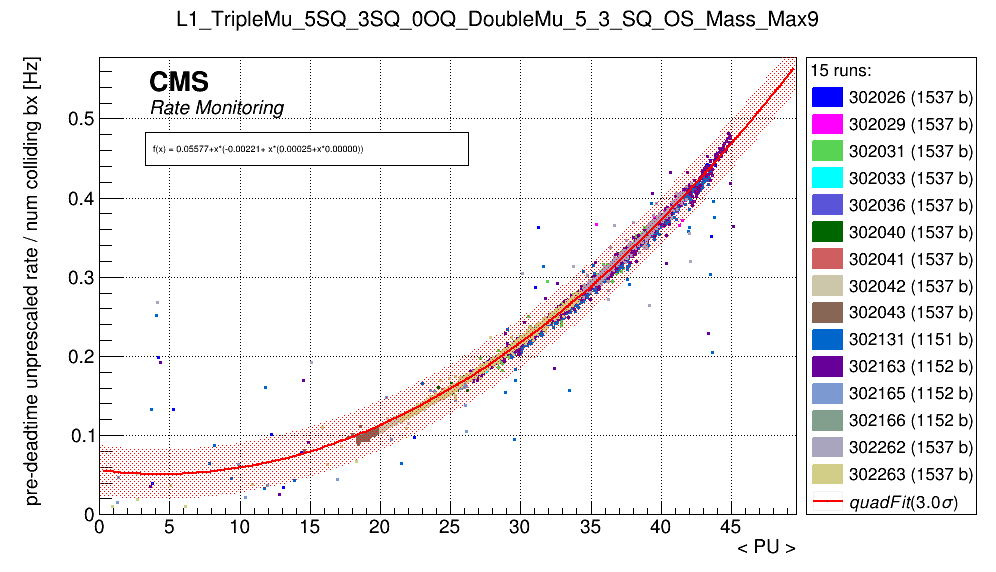 L1_TripleMu_5SQ_3SQ_0OQ_DoubleMu_5_3_SQ_OS_Mass_Max9
pre-deadtime unprescaled rate / num colliding bx [Hz]
CMS
Rate Monitoring
f(x) = 0.05577+x*(-0.00221+ x*(0.00025+x*0.00000))
0.5
0.4
0.3
0.2
0.1
0
0 5 10 15 20 25 30 35 40 45
< PU >
15 runs:
302026 (1537 b)
302029 (1537 b)
302031 (1537 b)
302033 (1537 b)
302036 (1537 b)
302040 (1537 b)
302041 (1537 b)
302042 (1537 b)
302043 (1537 b)
302131 (1151 b)
302163 (1152 b)
302165 (1152 b)
302166 (1152 b)
302262 (1537 b)
302263 (1537 b)
quadFit(3.0σ)